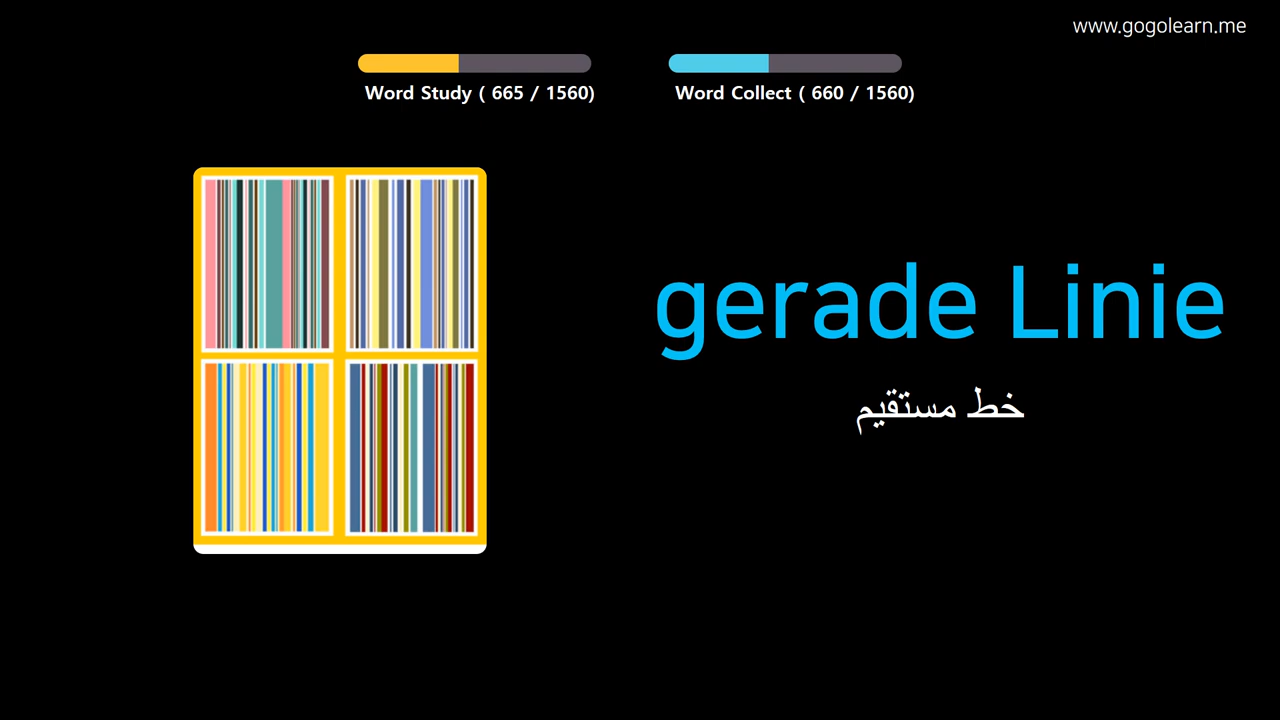 www.gogolearn.me
Word Study ( 665 / 1560)
Word Collect ( 660 / 1560)
gerade Linie
خط مستقيم